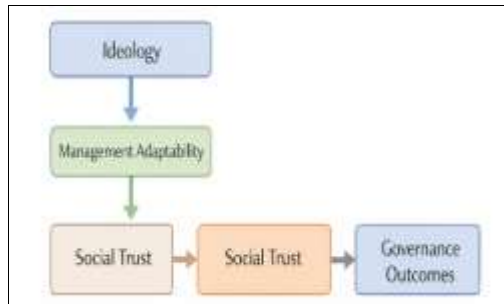 Ideology
Management Adaptability
Social Trust
Social Trust
Governance
Outcomes